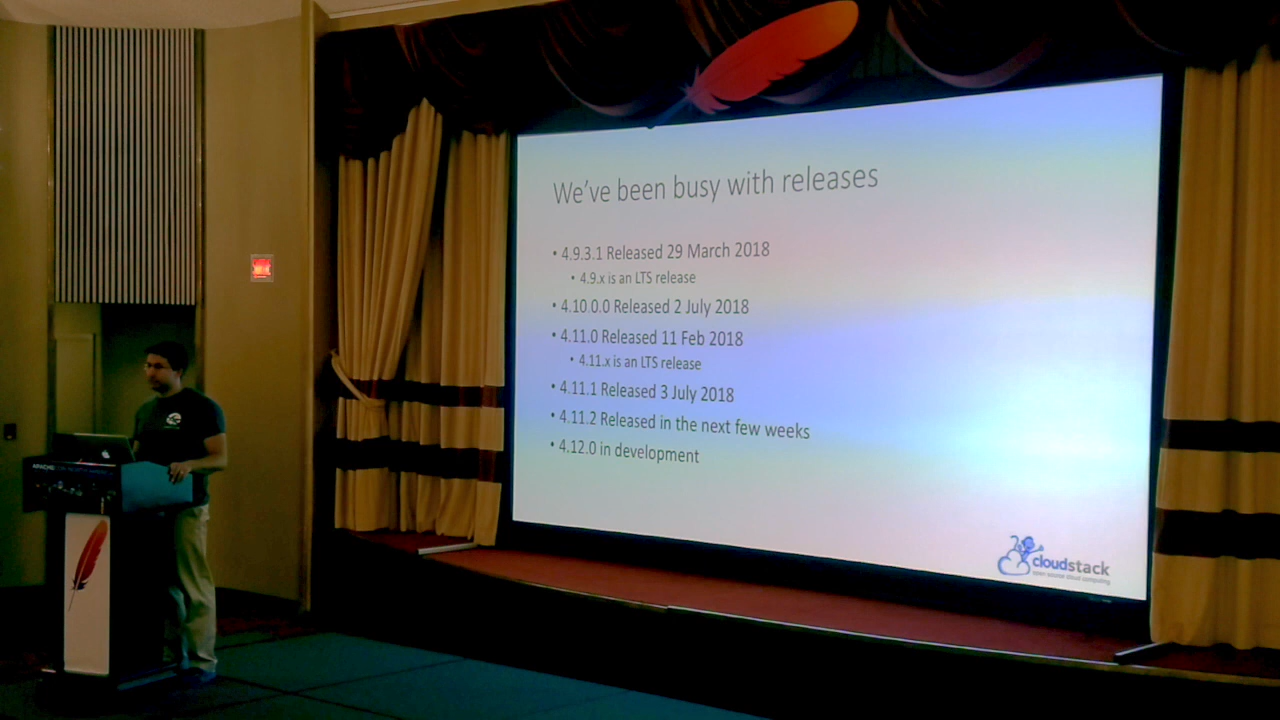 We've been busy with releases
• 4.9.3.1 Released 29 March 2018
• 4.9.x is an LTS release
• 4.10.0.0 Released 2 July 2018
• 4.11.0 Released 11 Feb 2018
• 4.11.x is an LTS release
• 4.11.1 Released 3 July 2018
• 4.11.2 Released in the next few weeks
• 4.12.0 in development
cloudstack
open source cloud computing